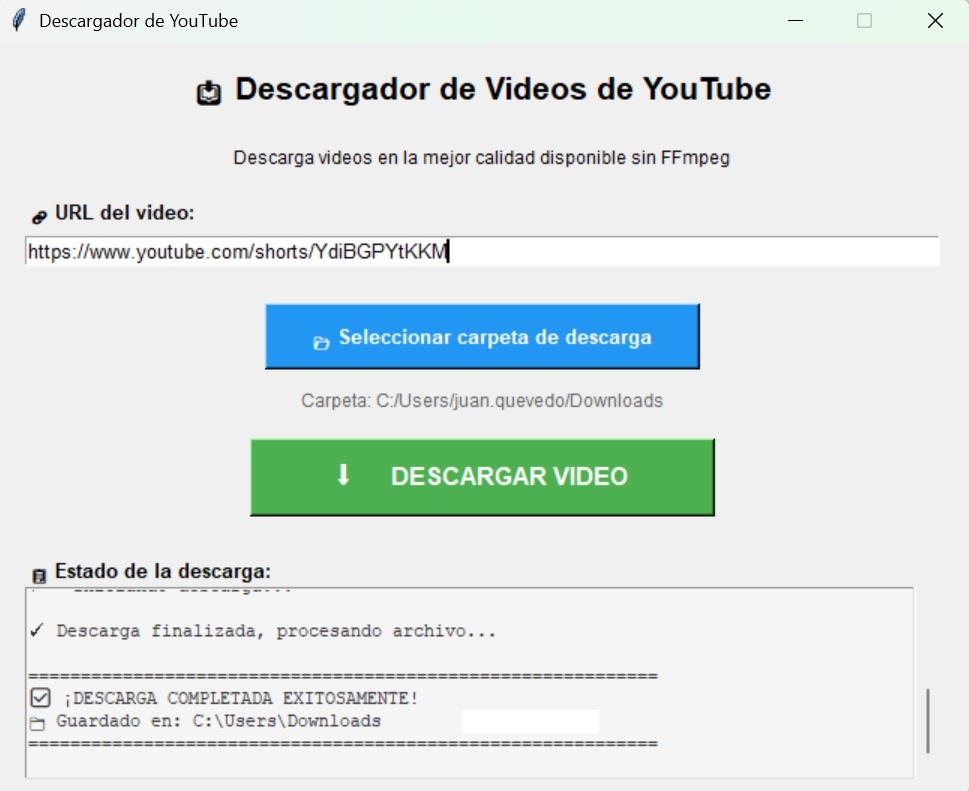 Descargador de YouTube
Descargador de Videos de YouTube
Descarga videos en la mejor calidad disponible sin FFmpeg
URL del video:
https://www.youtube.com/shorts/YdiBGPYtKKM
Seleccionar carpeta de descarga
Carpeta: C:/Users/juan.quevedo/Downloads
⬇ DESCARGAR VIDEO
Estado de la descarga:
✓ Descarga finalizada, procesando archivo...
============================================================
☑ ¡DESCARGA COMPLETADA EXITOSAMENTE!
Guardado en: C:\Users\Downloads
============================================================